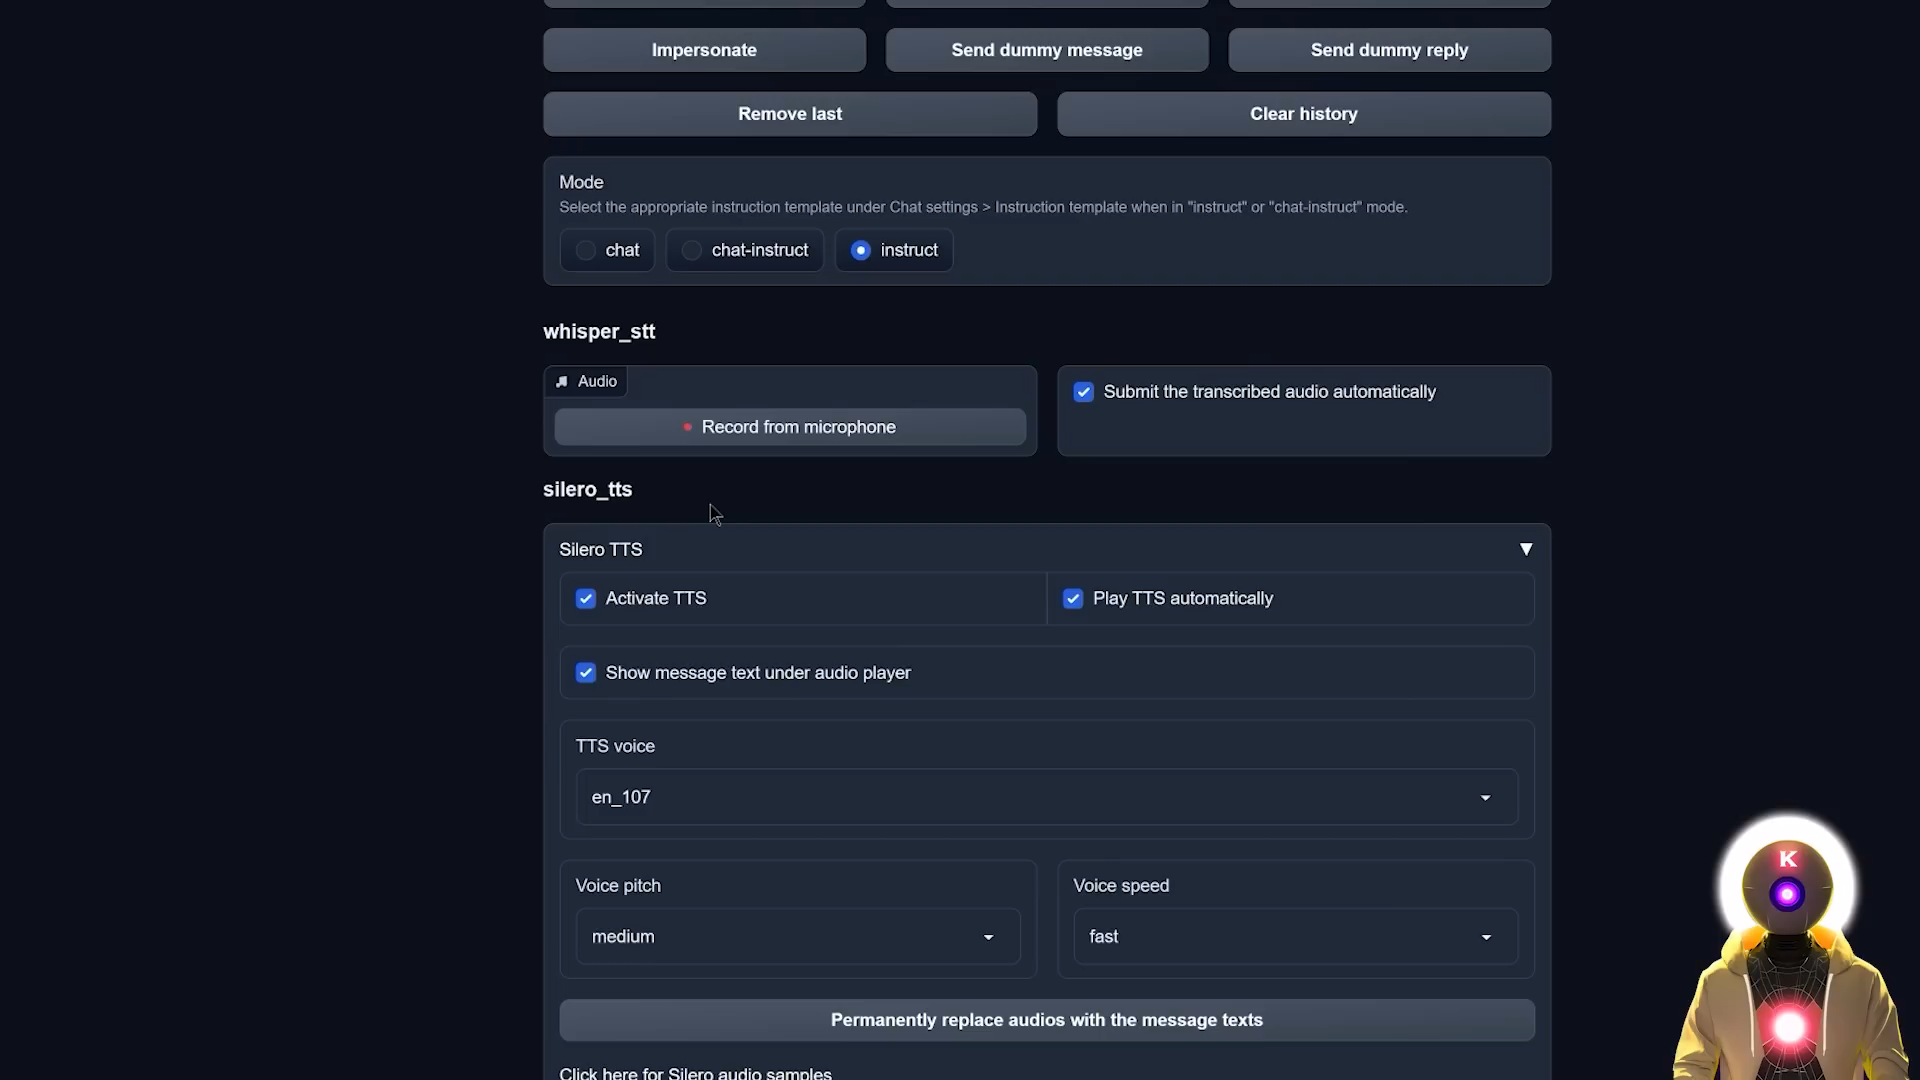 Impersonate
Send dummy message
Send dummy reply
Remove last
Clear history
Mode
Select the appropriate instruction template under Chat settings > Instruction template when in "instruct" or "chat-instruct" mode.
chat
chat-instruct
instruct
whisper_stt
Audio
Record from microphone
Submit the transcribed audio automatically
silero_tts
Silero TTS
Activate TTS
Play TTS automatically
Show message text under audio player
TTS voice
en_107
Voice pitch
Voice speed
medium
fast
Permanently replace audios with the message texts
Click here for Silero audio samples
K